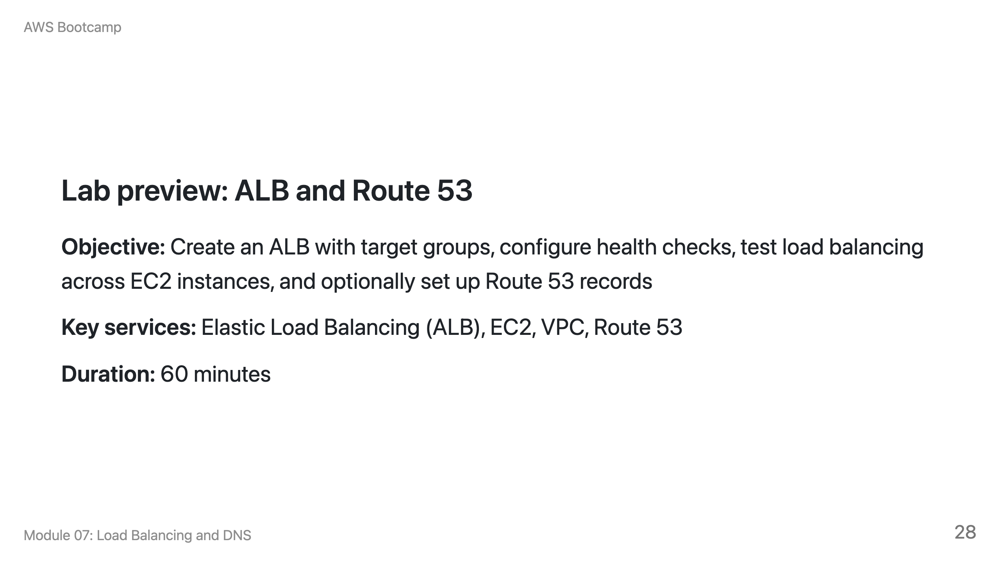 AWS Bootcamp
Lab preview: ALB and Route 53
Objective: Create an ALB with target groups, configure health checks, test load balancing
across EC2 instances, and optionally set up Route 53 records
Key services: Elastic Load Balancing (ALB), EC2, VPC, Route 53
Duration: 60 minutes
Module 07: Load Balancing and DNS
28